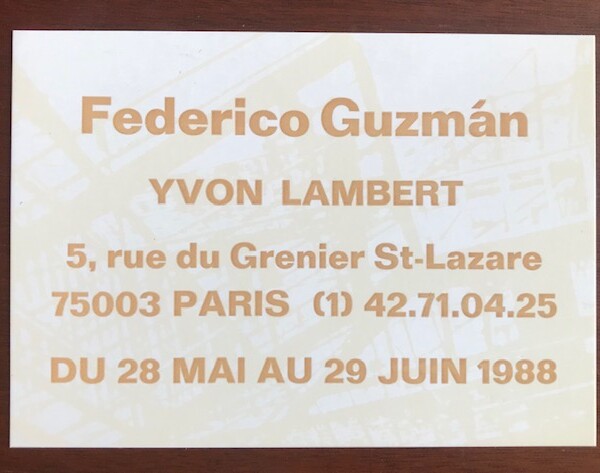 Federico Guzmán
YVON LAMBERT
5, rue du Grenier St-Lazare
75003 PARIS (1) 42.71.04.25
DU 28 MAI AU 29 JUIN 1988